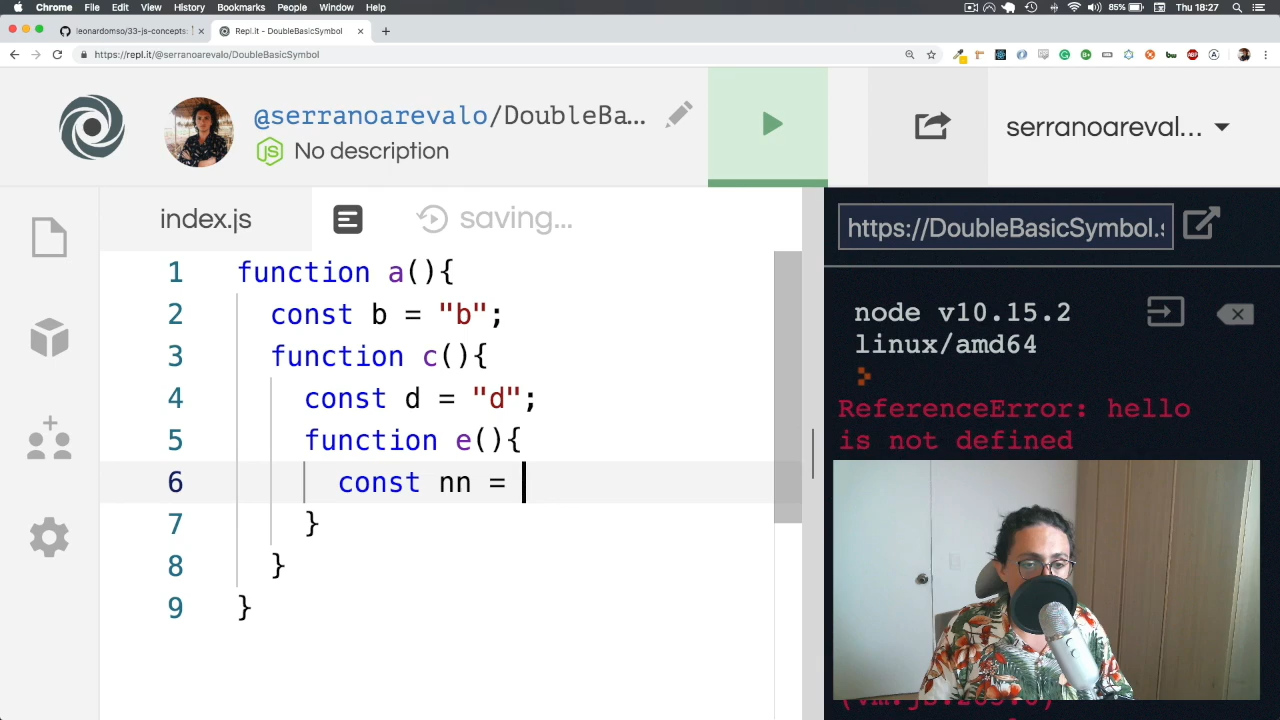 Chrome File Edit View History Bookmarks People Window Help 85% Thu 18:27
leonardomso/33-js-concepts: Repl.it - DoubleBasicSymbol
https://repl.it/@serranoarevalo/DoubleBasicSymbol
@serranoarevalo/DoubleBa...
No description
serranoareval...
index.js
saving...
https://DoubleBasicSymbol.s
1 function a(){
2 const b = "b";
3 function c(){
4 const d = "d";
5 function e(){
6 const nn =
7 }
8 }
9 }
node v10.15.2
linux/amd64
ReferenceError: hello
is not defined